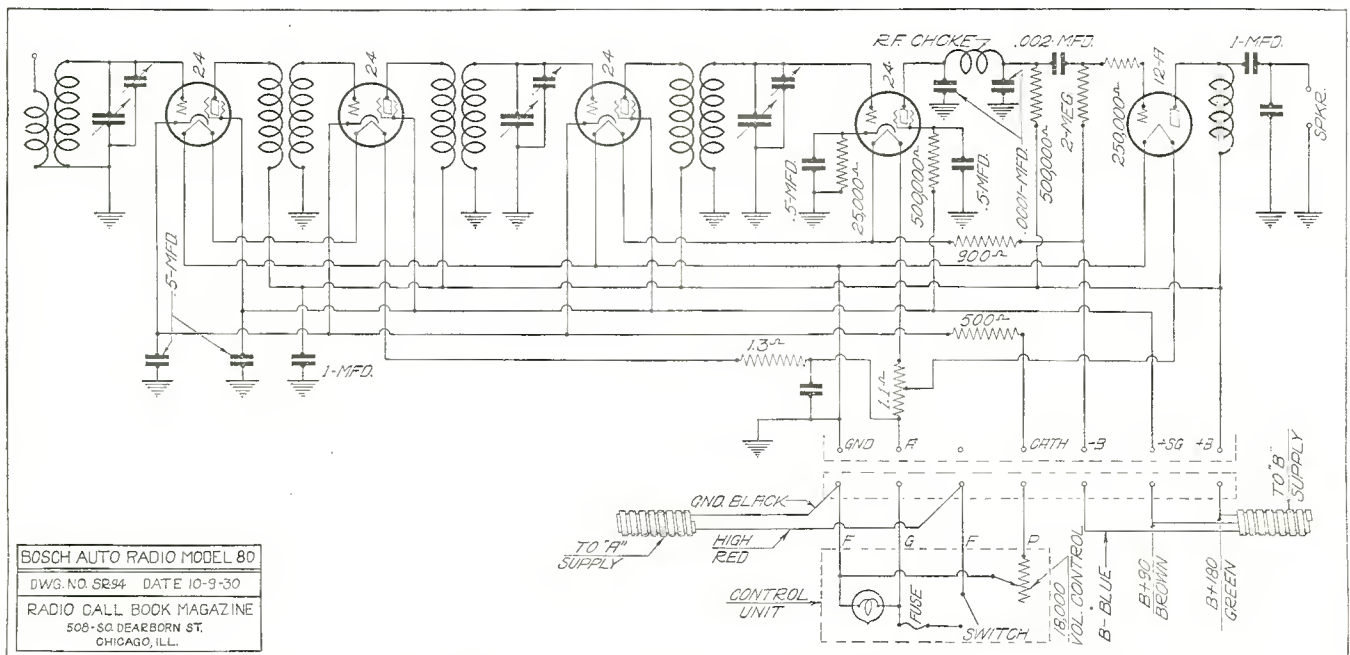 24
24
24
24
R.F. CHOKE
.002-MFD.
12-A
1-MFD.
SPKR.
.5-MFD.
25,000Ω
500,000Ω
.5-MFD.
.0001-MFD.
500,000Ω
2-MEG.
250,000Ω
900Ω
.5-MFD.
1-MFD.
1.3Ω
500Ω
1.1Ω
GND
A
CATH
-B
+SG
+B
GND. BLACK
TO "A"
SUPPLY
HIGH
RED
F
G
F
P
CONTROL
UNIT
FUSE
SWITCH
18,000
VOL. CONTROL
B-BLUE
B+90
BROWN
B+180
GREEN
TO "B"
SUPPLY
BOSCH AUTO RADIO MODEL 80
DWG. NO. SR94 DATE 10-9-30
RADIO CALL BOOK MAGAZINE
508-SO. DEARBORN ST.
CHICAGO, ILL.